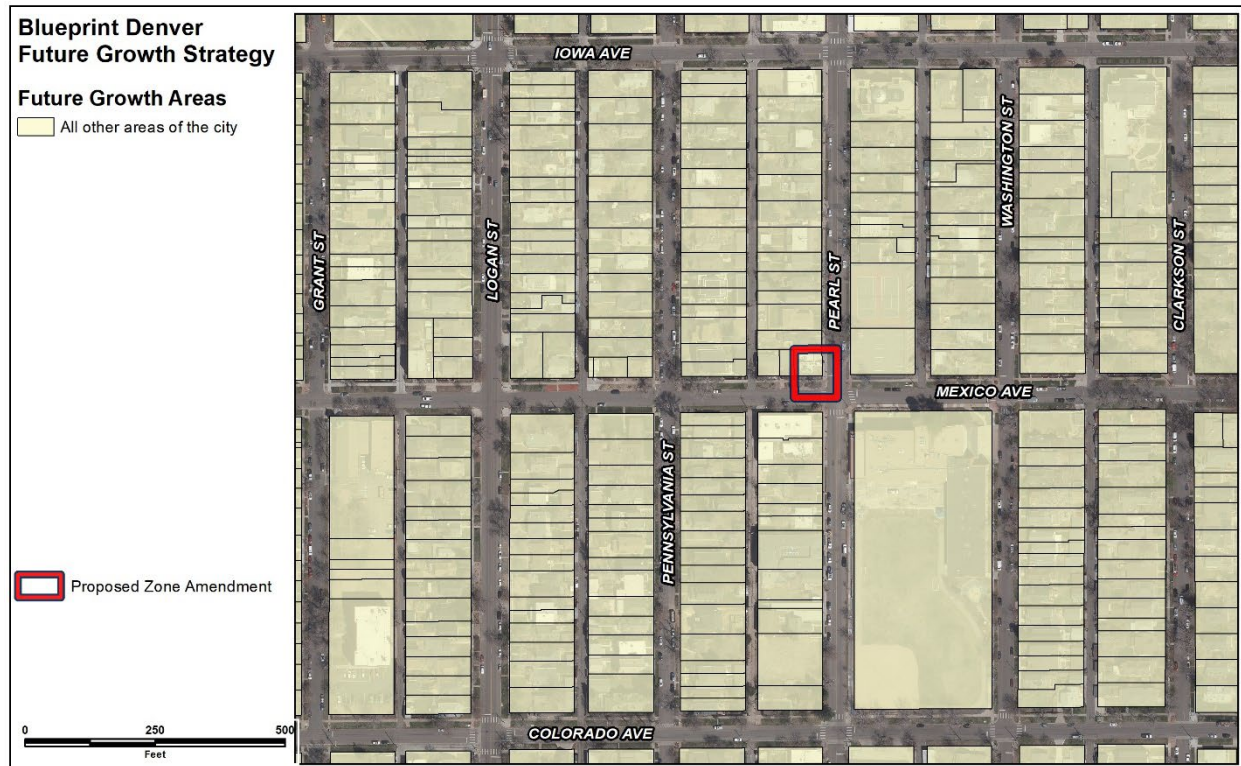 Blueprint Denver
Future Growth Strategy
Future Growth Areas
All other areas of the city
Proposed Zone Amendment
0 250 500
Feet
IOWA AVE
GRANT ST
LOGAN ST
PEARL ST
WASHINGTON ST
CLARKSON ST
MEXICO AVE
PENNSYLVANIA ST
COLORADO AVE